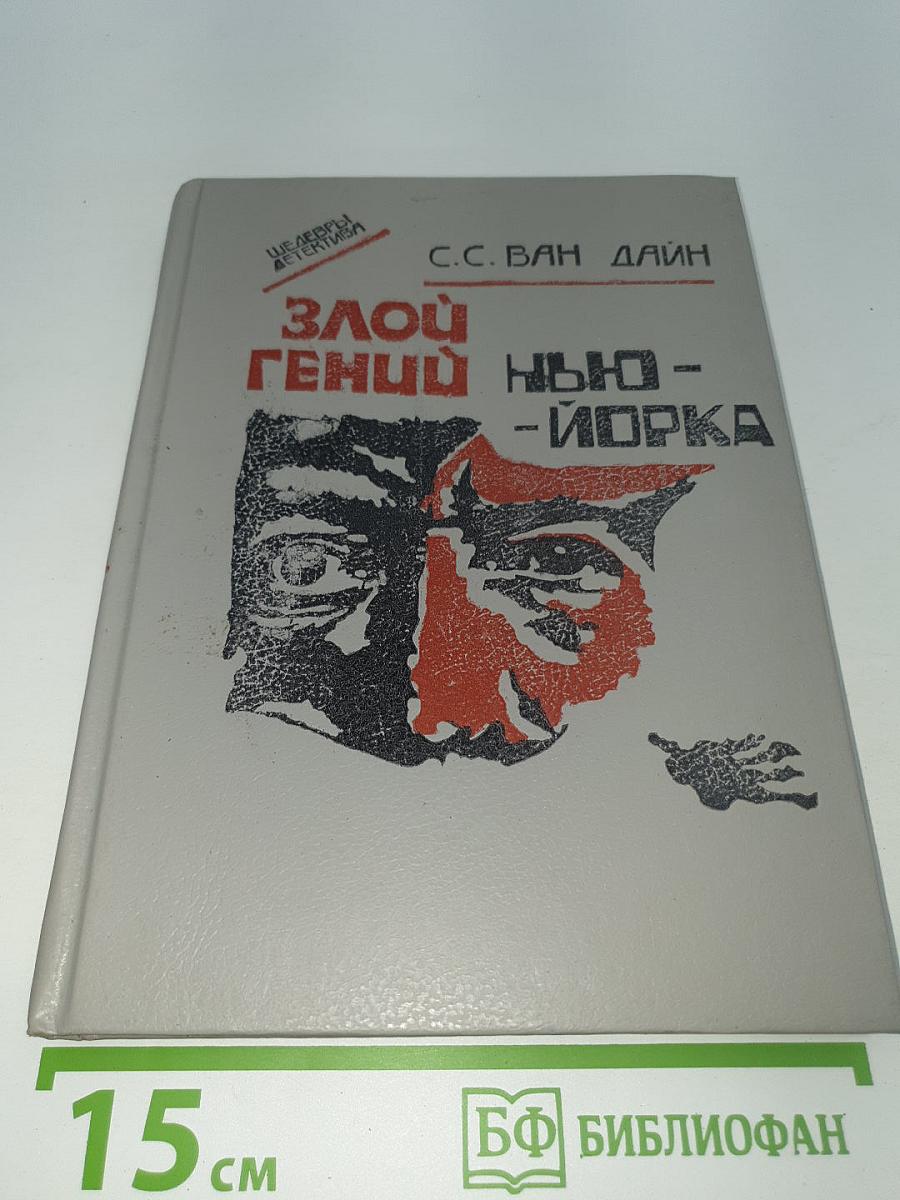 ШЕДЕВРЫ
ДЕТЕКТИВА
С.С. ВАН ДАЙН
ЗЛОЙ
ГЕНИЙ
НЬЮ-
-ЙОРКА
15 см
БФ БИБЛИОФАН